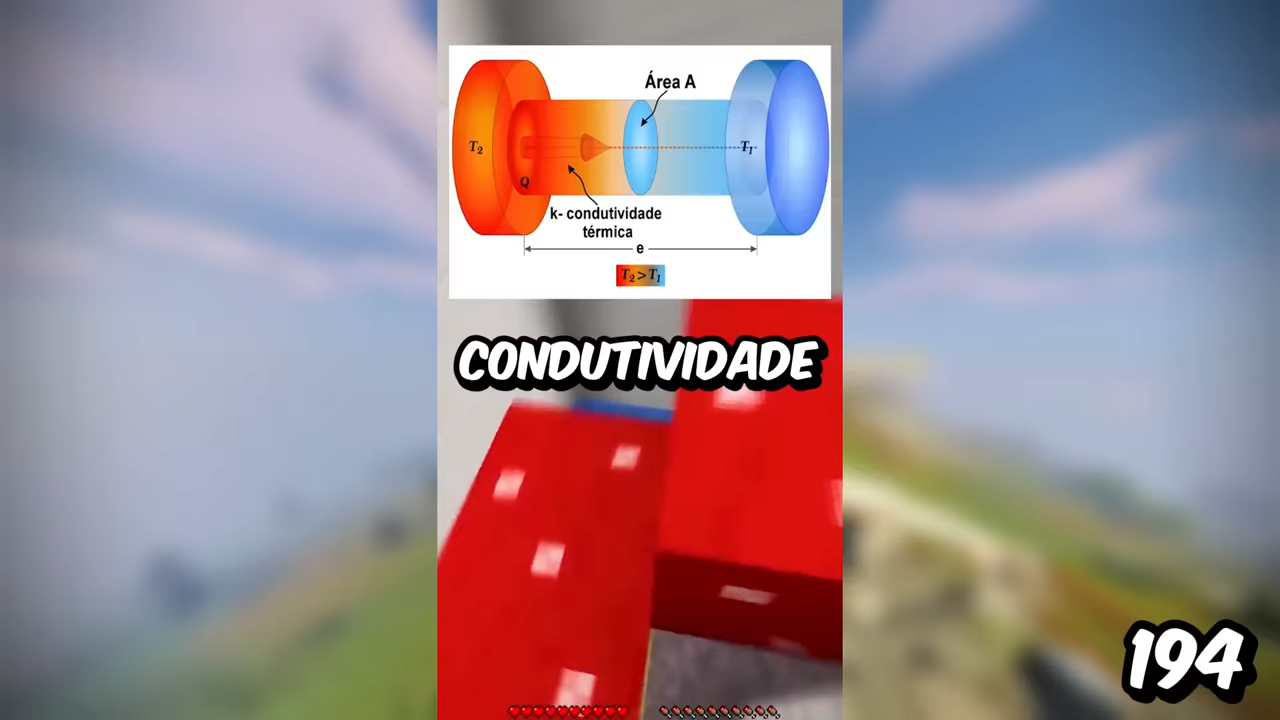 Área A
T2
T1
Q
k- condutividade
térmica
e
T2 > T1
CONDUTIVIDADE
194